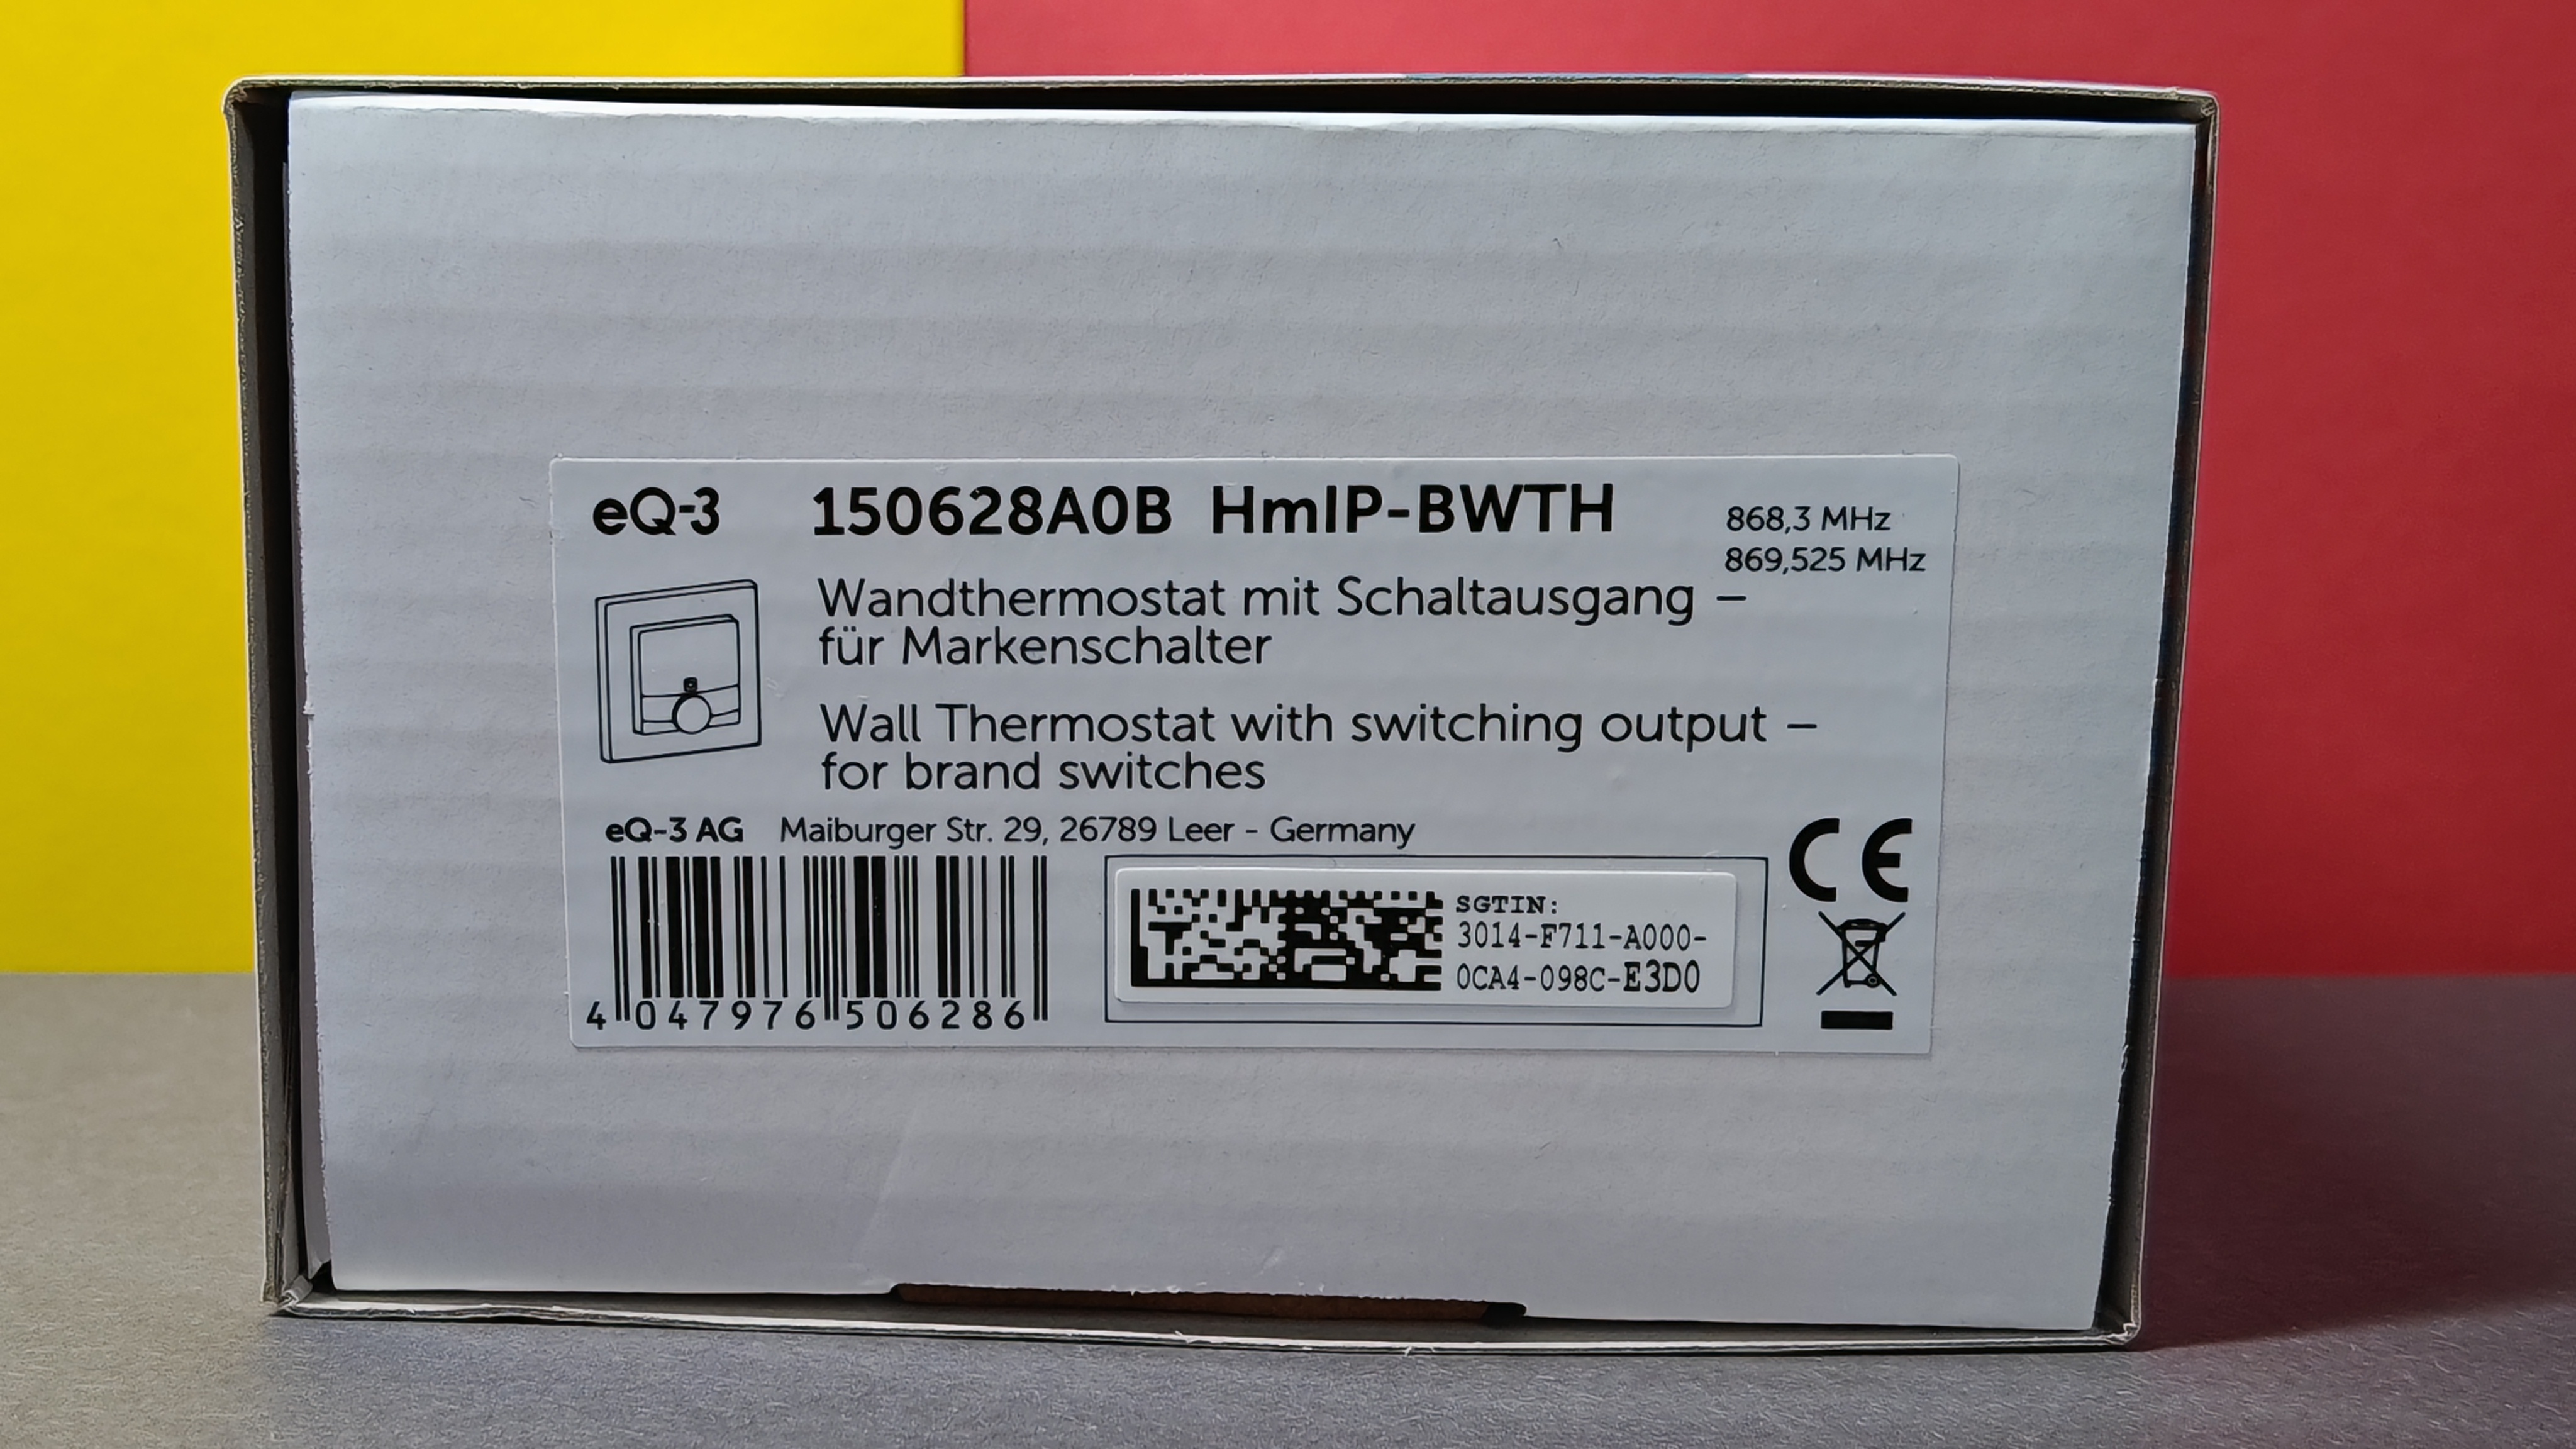 eQ-3 150628A0B HmIP-BWTH
868,3 MHz
869,525 MHz
Wandthermostat mit Schaltausgang –
für Markenschalter
Wall Thermostat with switching output –
for brand switches
eQ-3 AG Maiburger Str. 29, 26789 Leer - Germany
4 047976 506286
SGTIN:
3014-F711-A000-
0CA4-098C-E3D0
CE